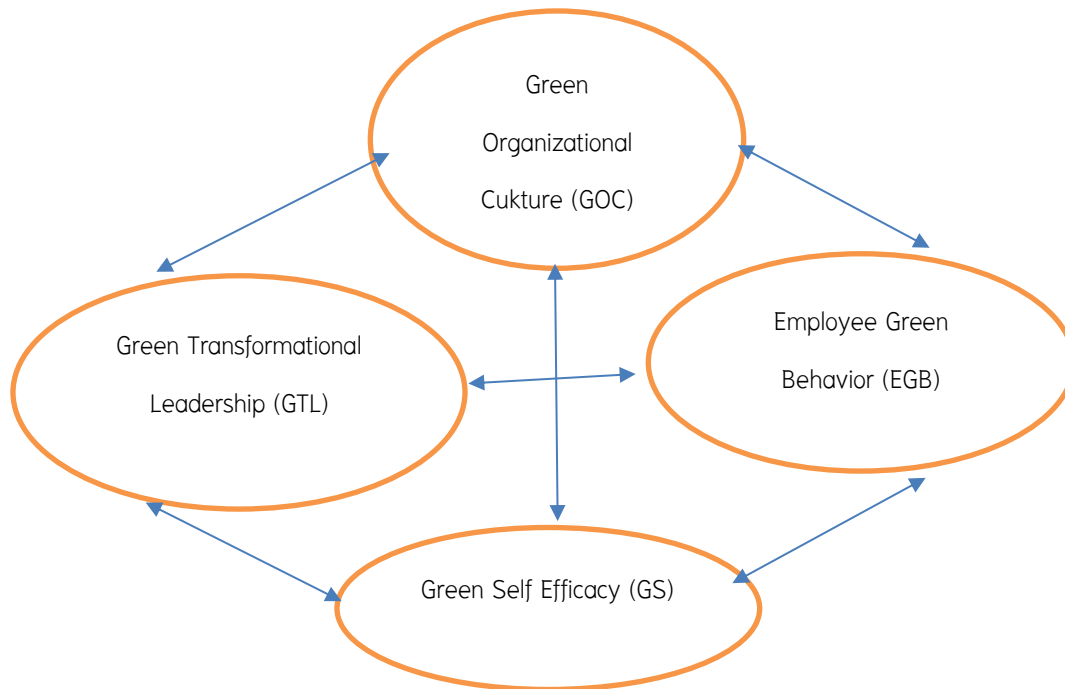 Green
Organizational
Cukture (GOC)
Green Transformational
Leadership (GTL)
Employee Green
Behavior (EGB)
Green Self Efficacy (GS)